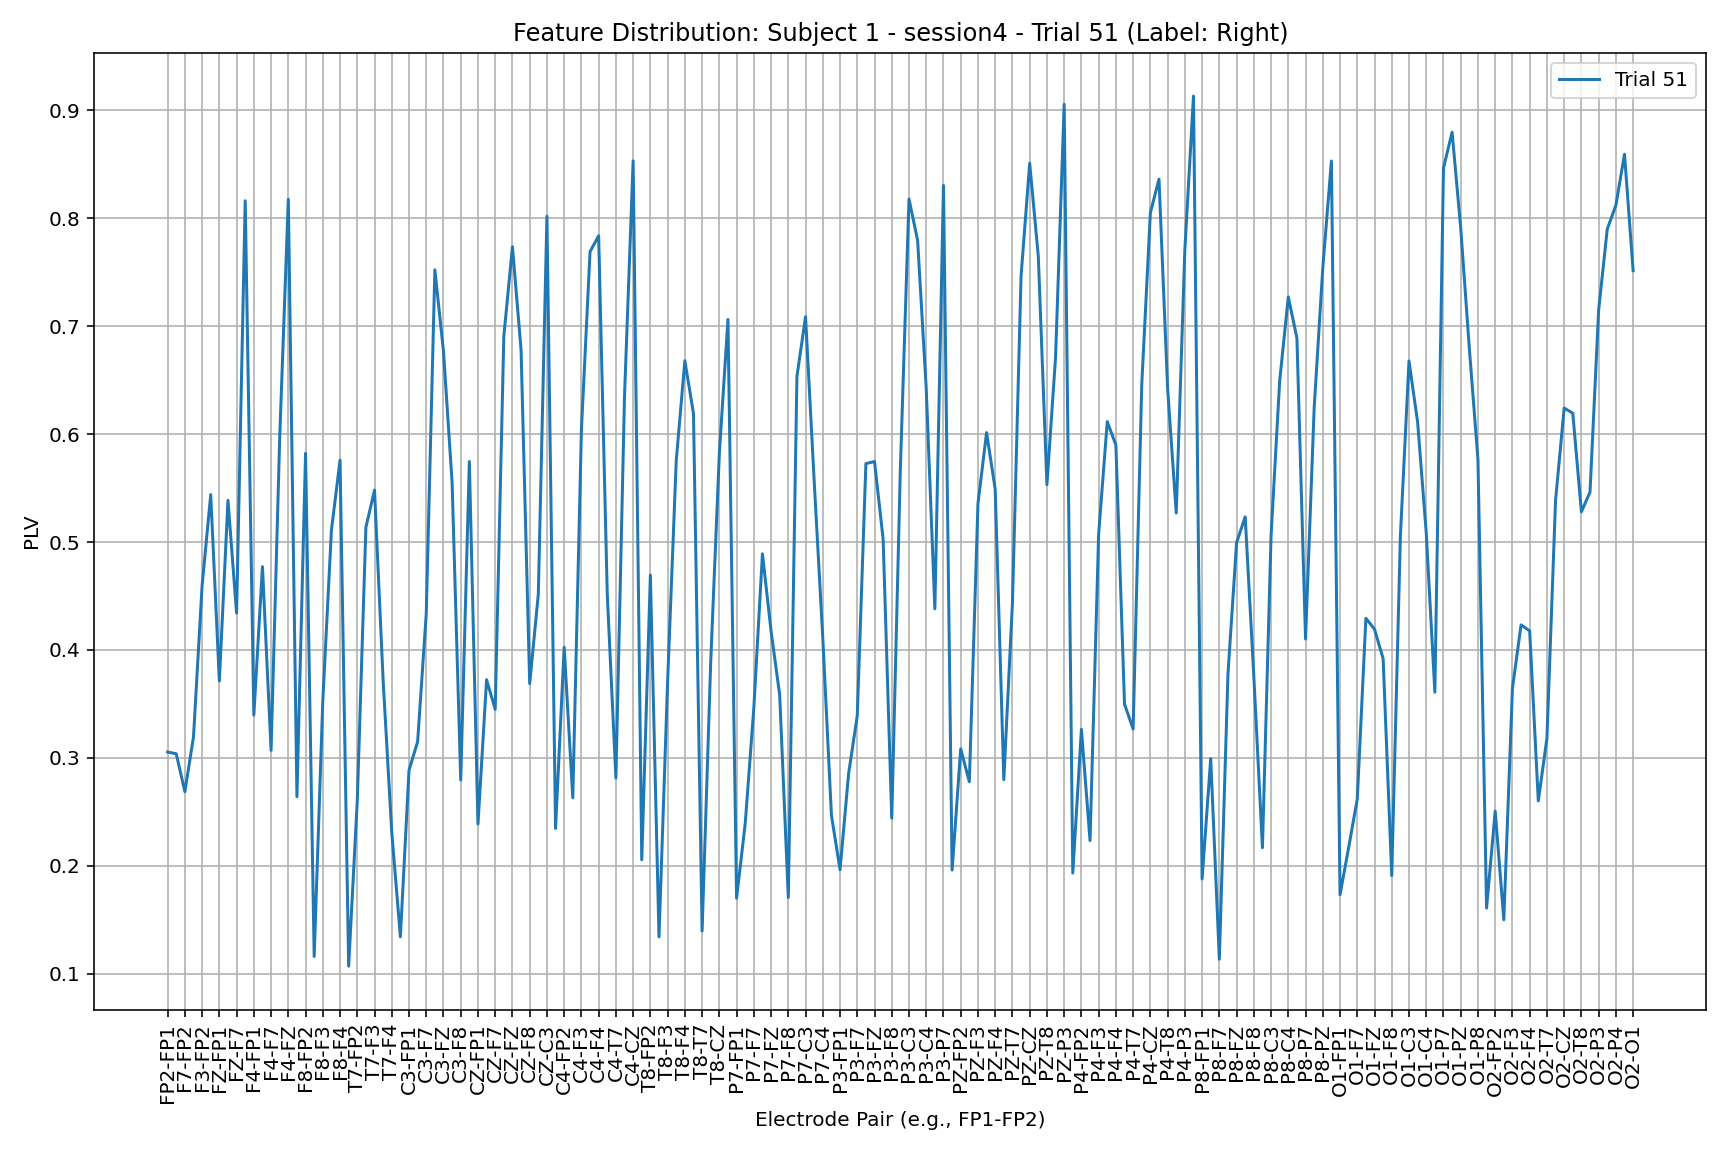 Feature Distribution: Subject 1 - session4 - Trial 51 (Label: Right)
Trial 51
PLV
0.9
0.8
0.7
0.6
0.5
0.4
0.3
0.2
0.1
FP2-FP1
F7-FP2
F3-FP2
FZ-FP1
FZ-F7
F4-FP1
F4-F7
F4-FZ
F8-FP2
F8-F3
F8-F4
T7-FP2
T7-F3
T7-F4
C3-FP1
C3-F7
C3-FZ
C3-F8
CZ-FP1
CZ-F7
CZ-FZ
CZ-F8
CZ-C3
C4-FP2
C4-F3
C4-F4
C4-T7
C4-CZ
T8-FP2
T8-F3
T8-F4
T8-T7
T8-CZ
P7-FP1
P7-F7
P7-FZ
P7-F8
P7-C3
P7-C4
P3-FP1
P3-F7
P3-FZ
P3-F8
P3-C3
P3-C4
P3-P7
PZ-FP2
PZ-F3
PZ-F4
PZ-T7
PZ-CZ
PZ-T8
PZ-P3
P4-FP2
P4-F3
P4-F4
P4-T7
P4-CZ
P4-T8
P4-P3
P8-FP1
P8-F7
P8-FZ
P8-F8
P8-C3
P8-C4
P8-P7
P8-PZ
O1-FP1
O1-F7
O1-FZ
O1-F8
O1-C3
O1-C4
O1-P7
O1-PZ
O1-P8
O2-FP2
O2-F3
O2-F4
O2-T7
O2-CZ
O2-T8
O2-P3
O2-P4
O2-O1
Electrode Pair (e.g., FP1-FP2)